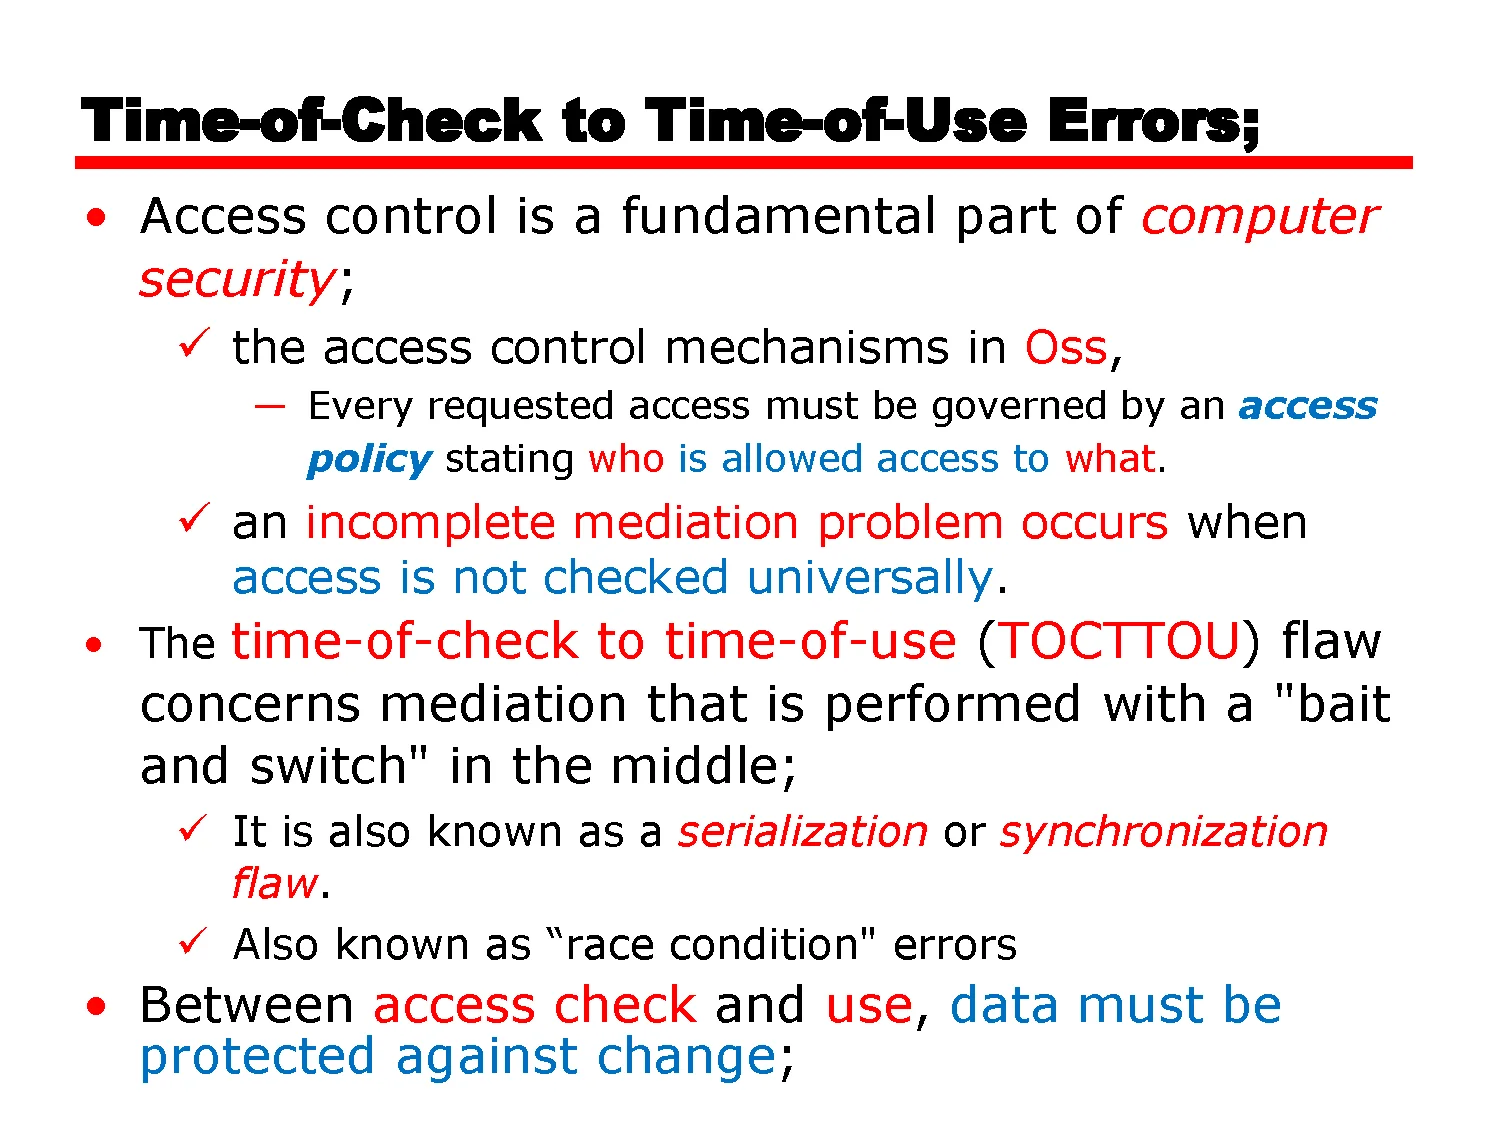 Time-of-Check to Time-of-Use Errors;
• Access control is a fundamental part of computer
security;
✓ the access control mechanisms in Oss,
— Every requested access must be governed by an access
policy stating who is allowed access to what.
✓ an incomplete mediation problem occurs when
access is not checked universally.
• The time-of-check to time-of-use (TOCTTOU) flaw
concerns mediation that is performed with a "bait
and switch" in the middle;
✓ It is also known as a serialization or synchronization
flaw.
✓ Also known as “race condition" errors
• Between access check and use, data must be
protected against change;